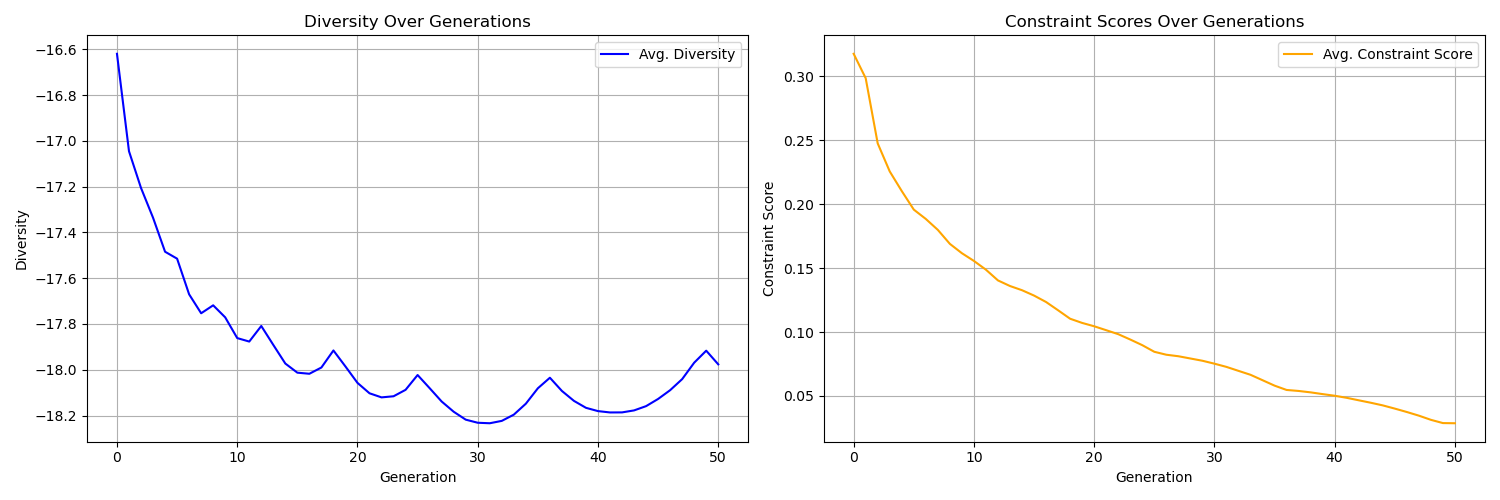 Diversity Over Generations
Avg. Diversity
−16.6
−16.8
−17.0
−17.2
−17.4
−17.6
−17.8
−18.0
−18.2
Diversity
0 10 20 30 40 50
Generation
Constraint Scores Over Generations
Avg. Constraint Score
0.30
0.25
0.20
0.15
0.10
0.05
Constraint Score
0 10 20 30 40 50
Generation